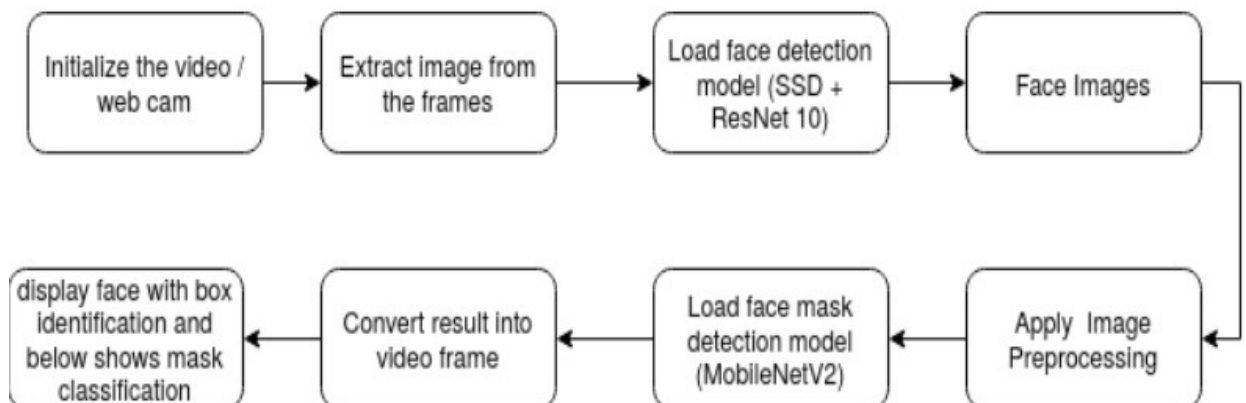 Initialize the video /
web cam
Extract image from
the frames
Load face detection
model (SSD +
ResNet 10)
Face Images
Apply Image
Preprocessing
Load face mask
detection model
(MobileNetV2)
Convert result into
video frame
display face with box
identification and
below shows mask
classification